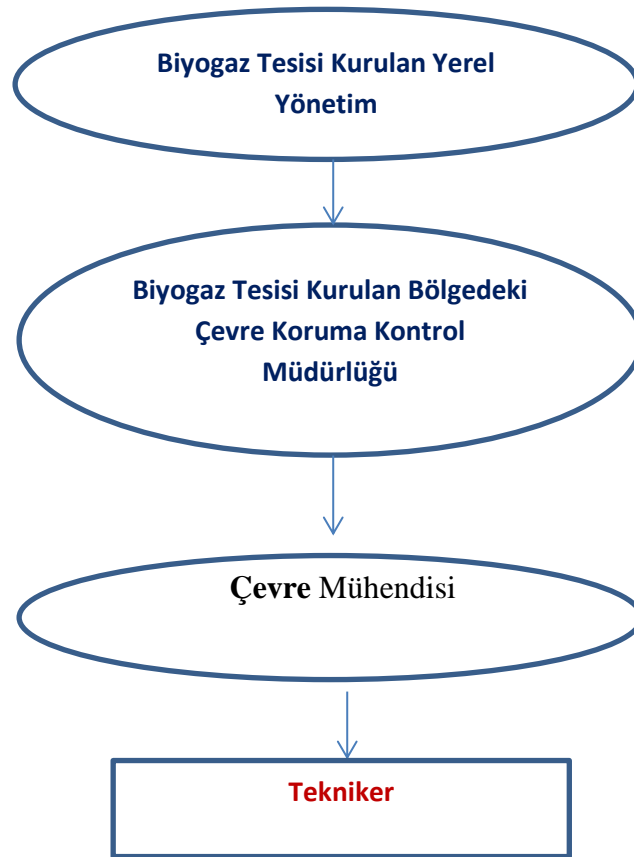 Biyogaz Tesisi Kurulan Yerel
Yönetim
Biyogaz Tesisi Kurulan Bölgedeki
Çevre Koruma Kontrol
Müdürlüğü
Çevre Mühendisi
Tekniker